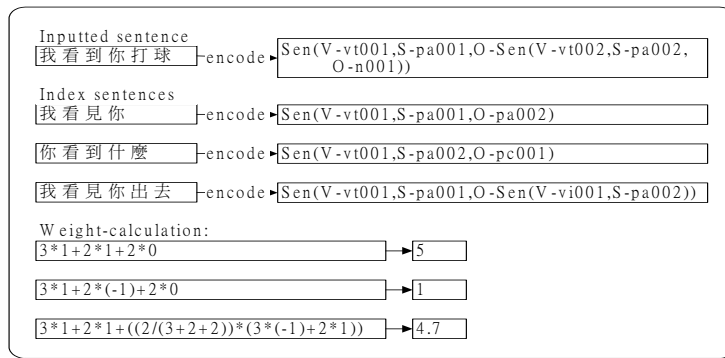 Inputted sentence
我看到你打球 encode Sen(V-vt001,S-pa001,O-Sen(V-vt002,S-pa002,
O-n001))
Index sentences
我看見你 encode Sen(V-vt001,S-pa001,O-pa002)
你看到什麼 encode Sen(V-vt001,S-pa002,O-pc001)
我看見你出去 encode Sen(V-vt001,S-pa001,O-Sen(V-vi001,S-pa002))
Weight-calculation:
3*1+2*1+2*0 5
3*1+2*(-1)+2*0 1
3*1+2*1+((2/(3+2+2))*(3*(-1)+2*1)) 4.7